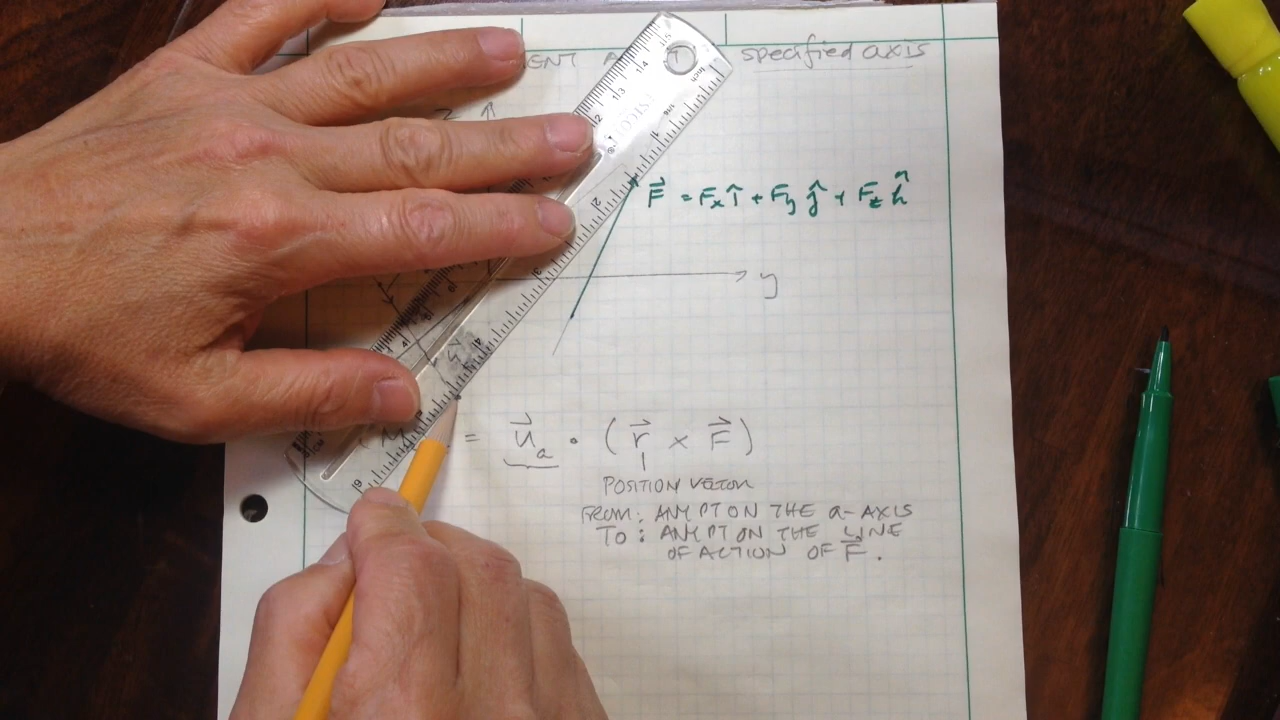 ENT A specified axis
F⃗ = Fx î + Fy ĵ + Fz k̂
y
= u⃗a • (r⃗ × F⃗)
POSITION VECTOR
FROM: ANY PT ON THE a-AXIS
TO: ANY PT ON THE LINE
OF ACTION OF F⃗.